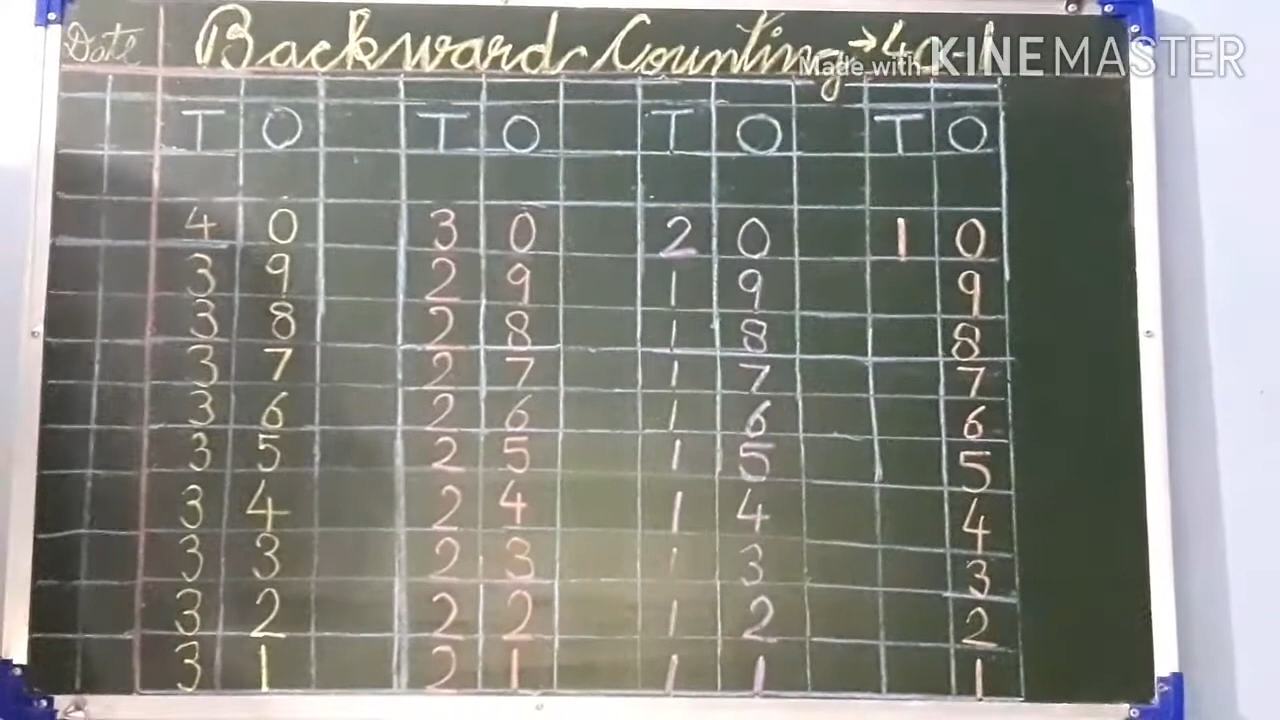 Date Backward Counting → 40-1
Made with KINEMASTER
T O T O T O T O
4 0 3 0 2 0 1 0
3 9 2 9 1 9 9
3 8 2 8 1 8 8
3 7 2 7 1 7 7
3 6 2 6 1 6 6
3 5 2 5 1 5 5
3 4 2 4 1 4 4
3 3 2 3 1 3 3
3 2 2 2 1 2 2
3 1 2 1 1 1 1